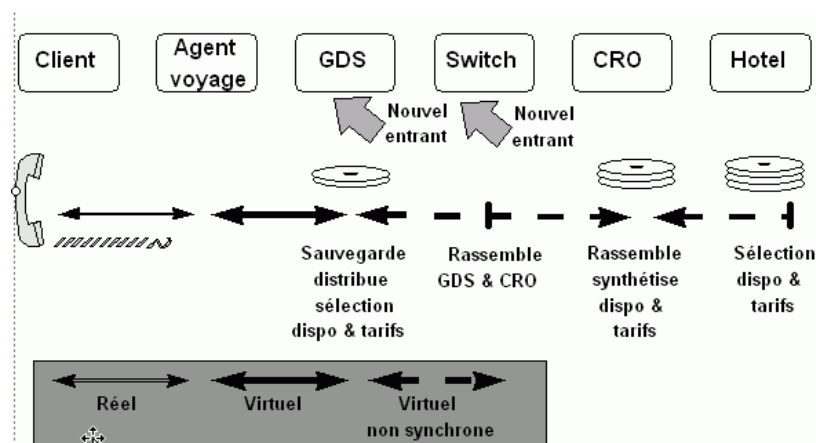 Client
Agent
voyage
GDS
Switch
CRO
Hotel
Nouvel
entrant
Nouvel
entrant
Sauvegarde
distribue
sélection
dispo & tarifs
Rassemble
GDS & CRO
Rassemble
synthétise
dispo &
tarifs
Sélection
dispo &
tarifs
Réel
Virtuel
Virtuel
non synchrone